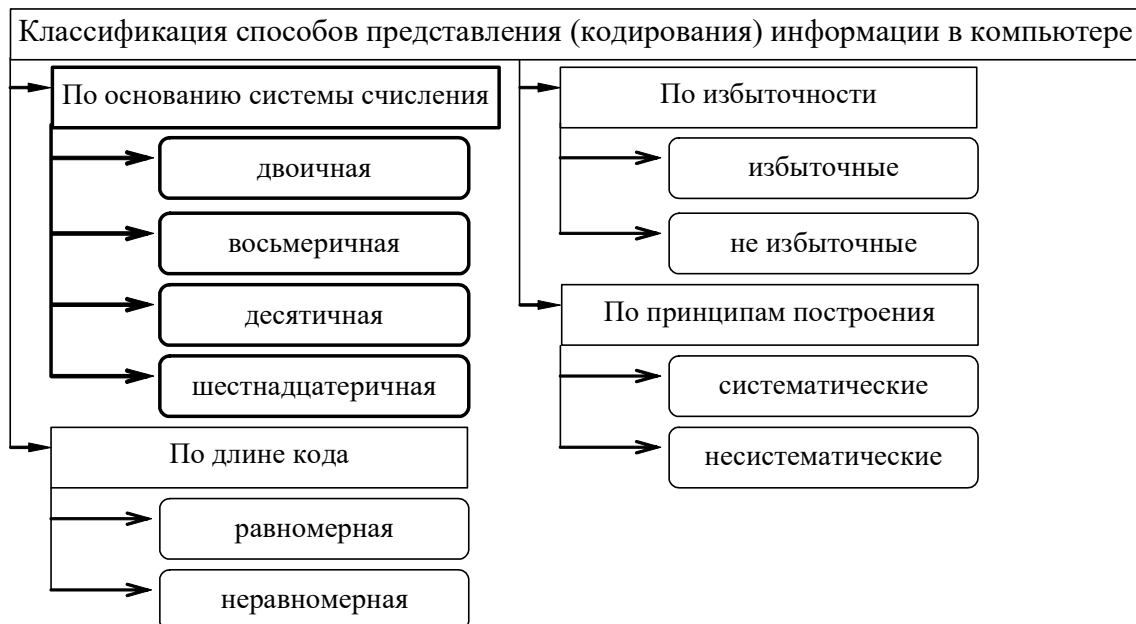 Классификация способов представления (кодирования) информации в компьютере
По основанию системы счисления
двоичная
восьмеричная
десятичная
шестнадцатеричная
По длине кода
равномерная
неравномерная
По избыточности
избыточные
не избыточные
По принципам построения
систематические
несистематические